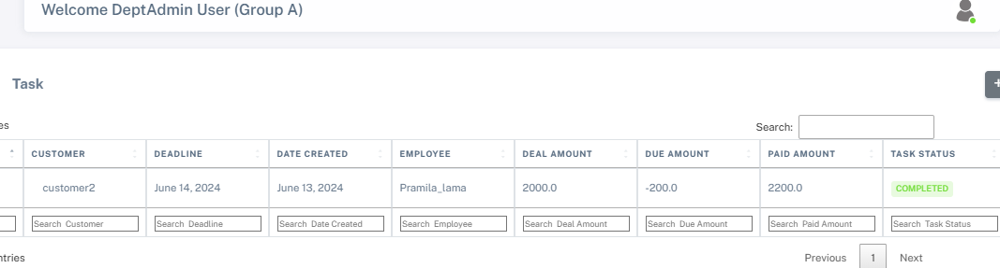 Welcome DeptAdmin User (Group A)
Task
+
es
Search:
CUSTOMER DEADLINE DATE CREATED EMPLOYEE DEAL AMOUNT DUE AMOUNT PAID AMOUNT TASK STATUS
customer2 June 14, 2024 June 13, 2024 Pramila_lama 2000.0 -200.0 2200.0 COMPLETED
Search Customer Search Deadline Search Date Created Search Employee Search Deal Amount Search Due Amount Search Paid Amount Search Task Status
ntries
Previous 1 Next